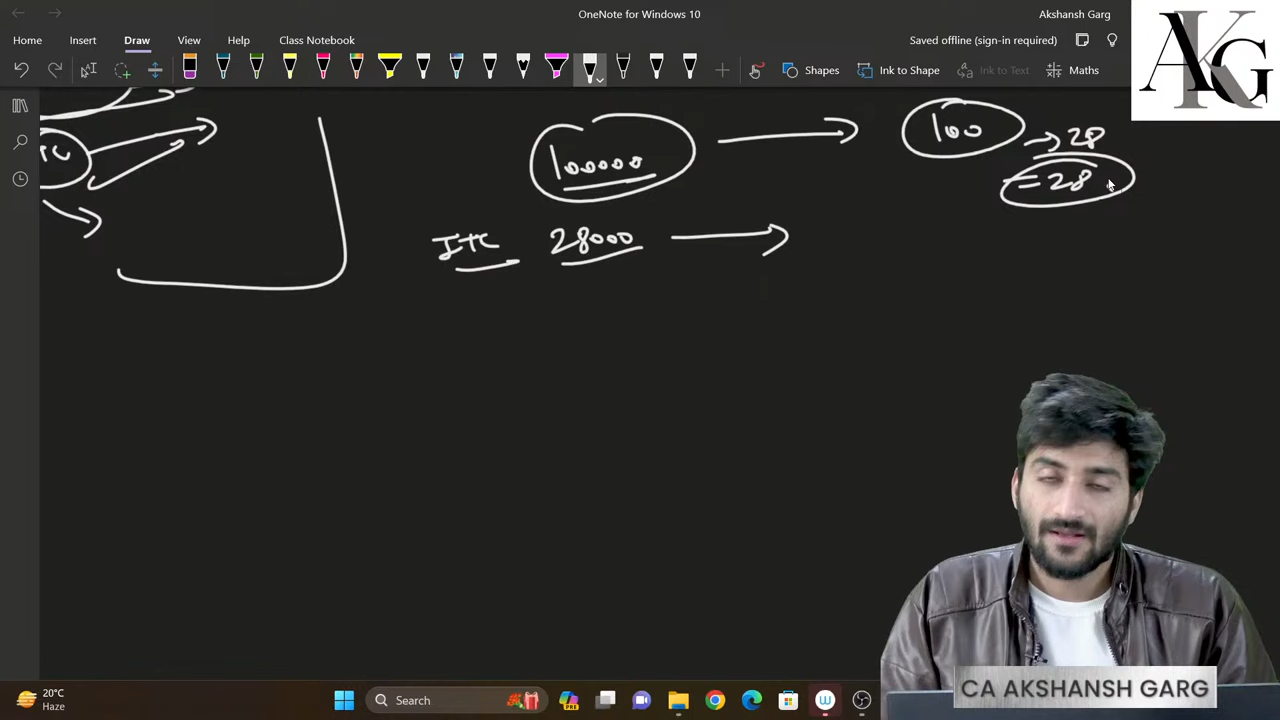 OneNote for Windows 10
Akshansh Garg
Home Insert Draw View Help Class Notebook
Saved offline (sign-in required)
Shapes Ink to Shape Ink to Text Maths
AKG
100000 100 → 28
= 28
ITC 28000
CA AKSHANSH GARG
20°C
Haze
Search
PRE